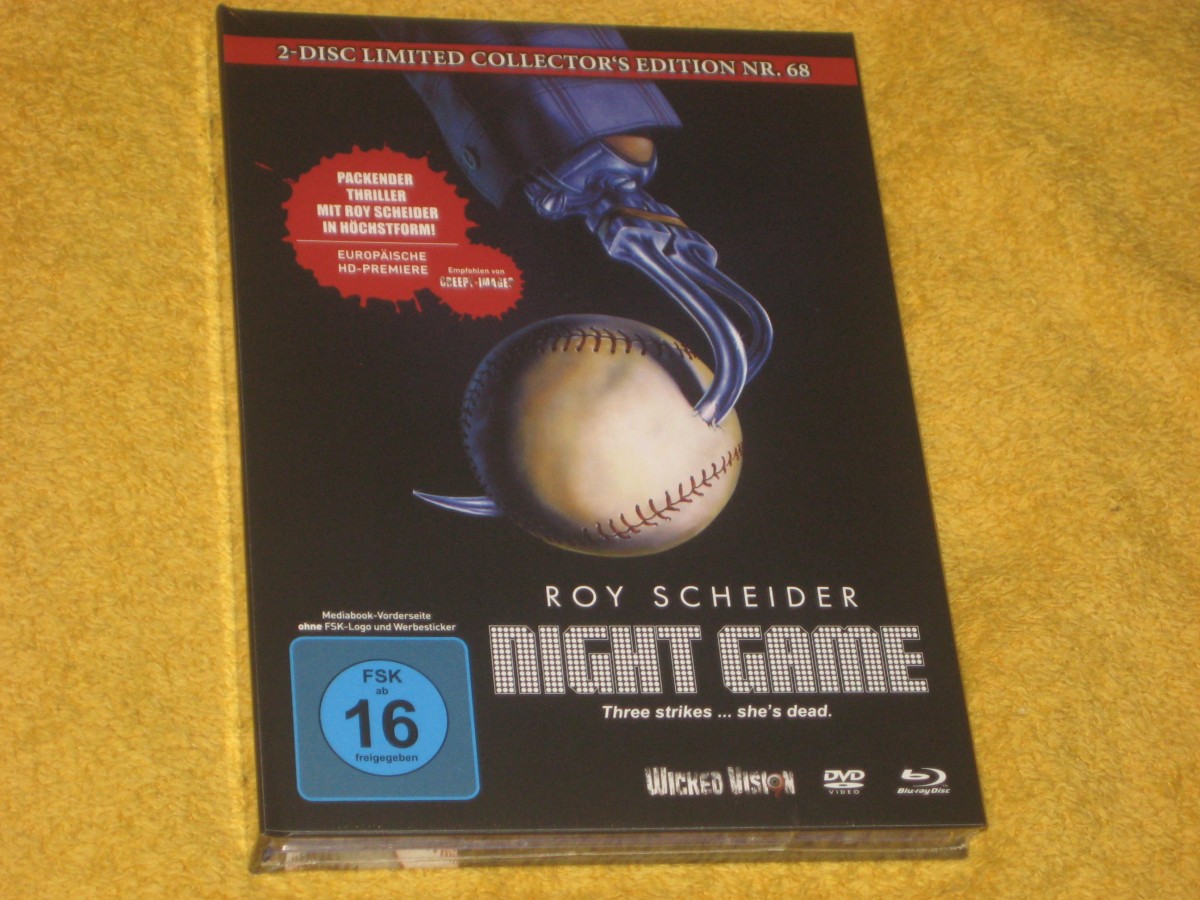 2-DISC LIMITED COLLECTOR'S EDITION NR. 68
PACKENDER
THRILLER
MIT ROY SCHEIDER
IN HÖCHSTFORM!
EUROPÄISCHE
HD-PREMIERE
Empfohlen von
CREEPY-IMAGES
ROY SCHEIDER
NIGHT GAME
Three strikes ... she's dead.
Mediabook-Vorderseite
ohne FSK-Logo und Werbesticker
FSK
ab
16
freigegeben
WICKED VISION
DVD
VIDEO
Blu-ray Disc